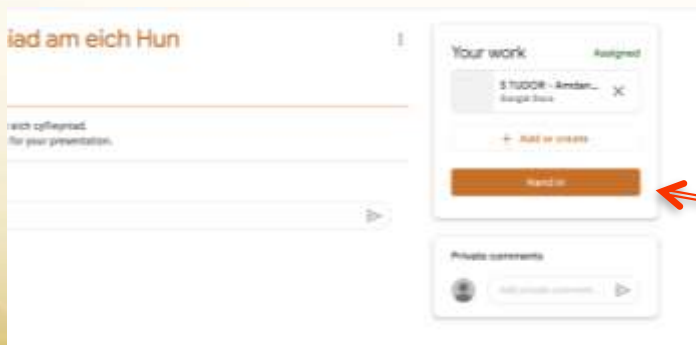 iad am eich Hun
eich cyflwyniad.
for your presentation.
Your work
Assigned
S TUDOR - Amdan...
Google Docs
+ Add or create
Hand in
Private comments
Add private comment